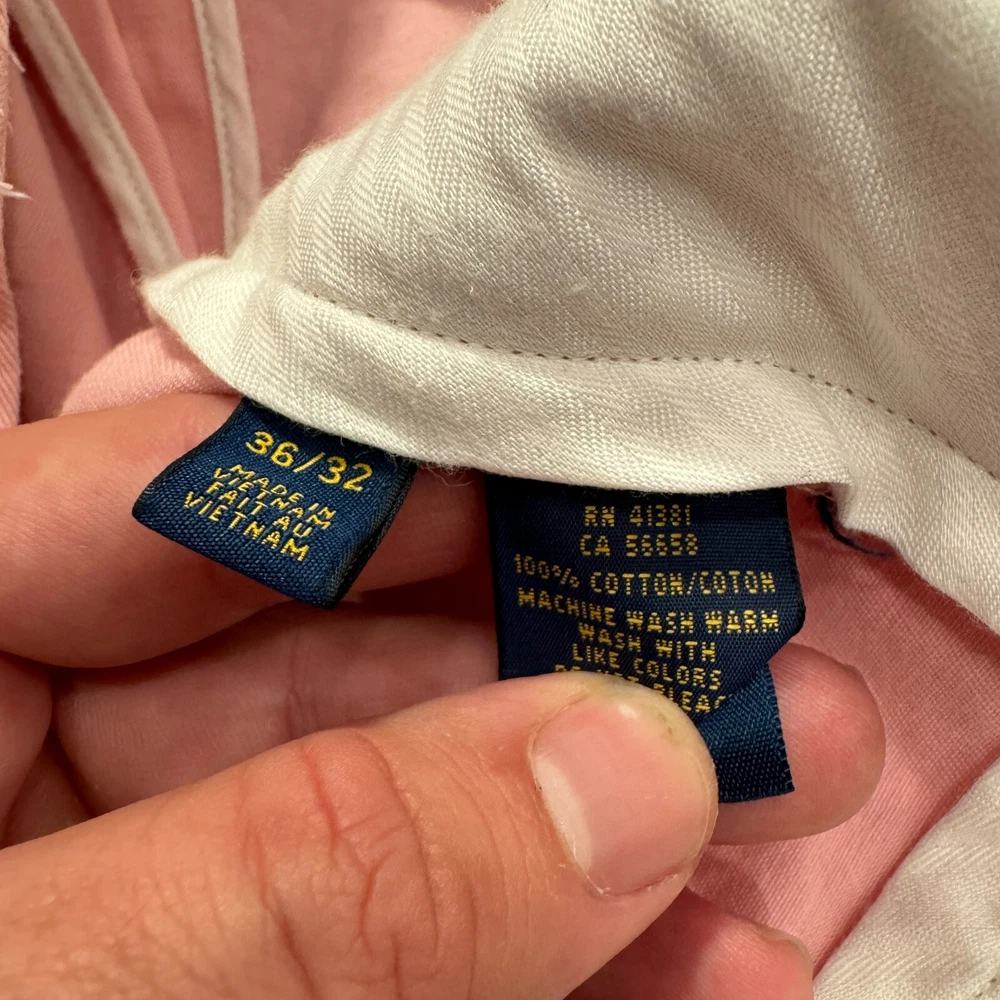 36/32
MADE IN
VIETNAM
FAIT AU
VIETNAM
RN 41381
CA 56658
100% COTTON/COTON
MACHINE WASH WARM
WASH WITH
LIKE COLORS